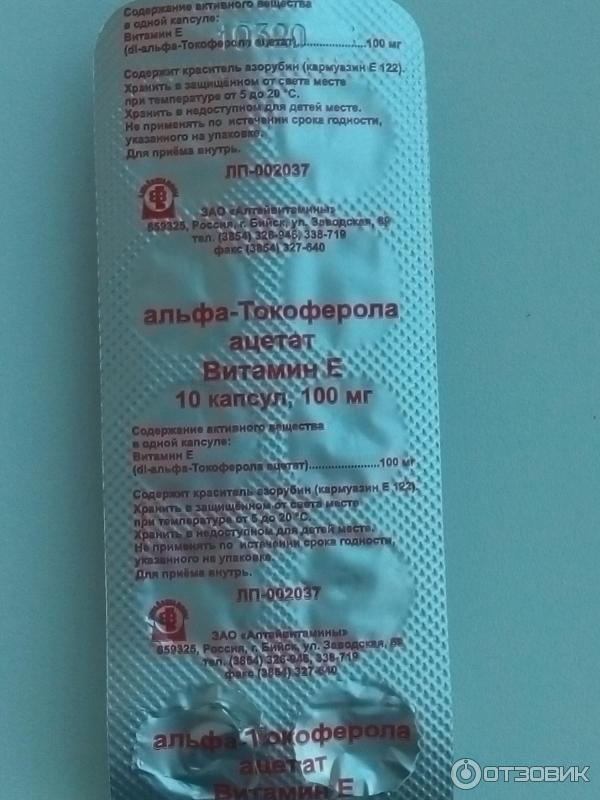 Содержание активного вещества
в одной капсуле:
Витамин Е
(dl-альфа-Токоферола ацетат)......................100 мг
10320
Содержит краситель азорубин (кармуазин Е 122).
Хранить в защищённом от света месте
при температуре от 5 до 20 °С.
Хранить в недоступном для детей месте.
Не применять по истечении срока годности,
указанного на упаковке.
Для приёма внутрь.
ЛП-002037
ЗАО «Алтайвитамины»
659325, Россия, г. Бийск, ул. Заводская, 69
тел. (3854) 326-946, 338-719
факс (3854) 327-640
альфа-Токоферола
ацетат
Витамин Е
10 капсул, 100 мг
Содержание активного вещества
в одной капсуле:
Витамин Е
(dl-альфа-Токоферола ацетат)......................100 мг
Содержит краситель азорубин (кармуазин Е 122).
Хранить в защищённом от света месте
при температуре от 5 до 20 °С.
Хранить в недоступном для детей месте.
Не применять по истечении срока годности,
указанного на упаковке.
Для приёма внутрь.
ЛП-002037
ЗАО «Алтайвитамины»
659325, Россия, г. Бийск, ул. Заводская, 69
тел. (3854) 326-946, 338-719
факс (3854) 327-640
альфа-Токоферола
ацетат
Витамин Е
ОТЗОВИК